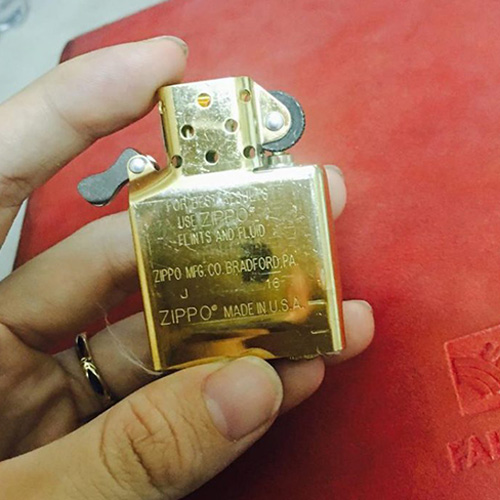 FOR BEST RESULTS
USE ZIPPO®
FLINTS AND FLUID
ZIPPO MFG. CO. BRADFORD, PA.
J 16
ZIPPO® MADE IN U.S.A.